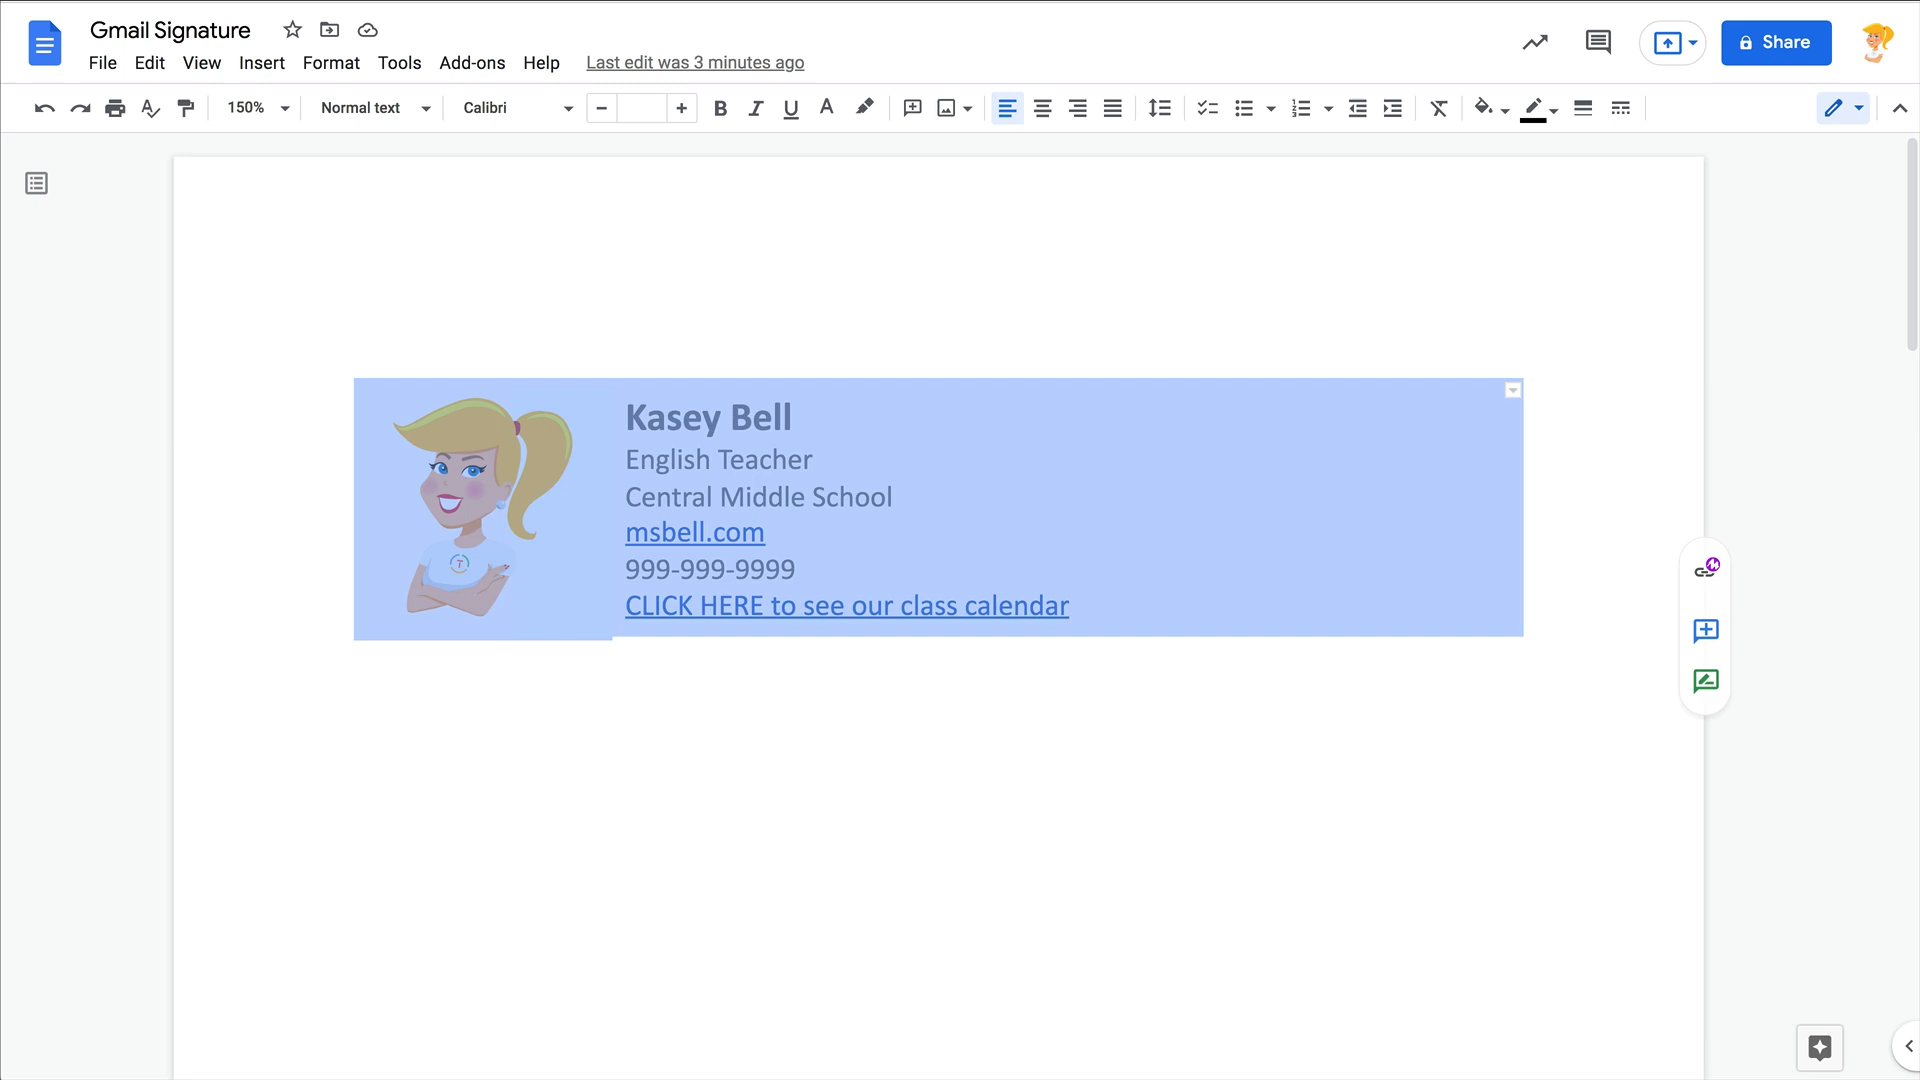 Gmail Signature
File Edit View Insert Format Tools Add-ons Help Last edit was 3 minutes ago
Share
150% Normal text Calibri
Kasey Bell
English Teacher
Central Middle School
msbell.com
999-999-9999
CLICK HERE to see our class calendar